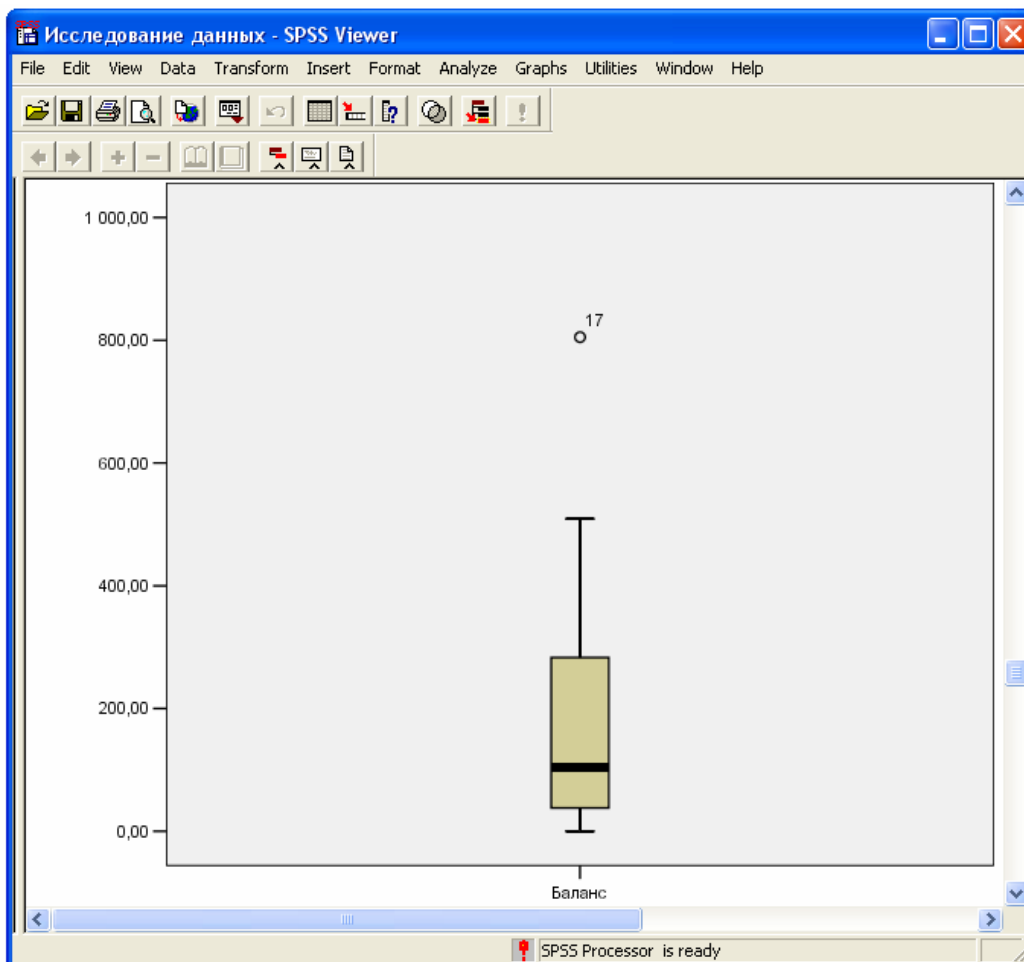 Исследование данных - SPSS Viewer
File Edit View Data Transform Insert Format Analyze Graphs Utilities Window Help
1 000,00
17
800,00
600,00
400,00
200,00
0,00
Баланс
SPSS Processor is ready